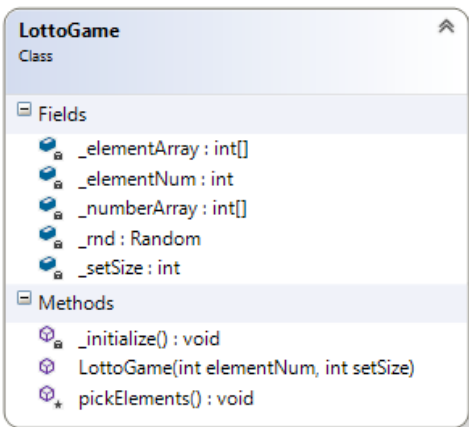 LottoGame
Class
Fields
_elementArray : int[]
_elementNum : int
_numberArray : int[]
_rnd : Random
_setSize : int
Methods
_initialize() : void
LottoGame(int elementNum, int setSize)
pickElements() : void